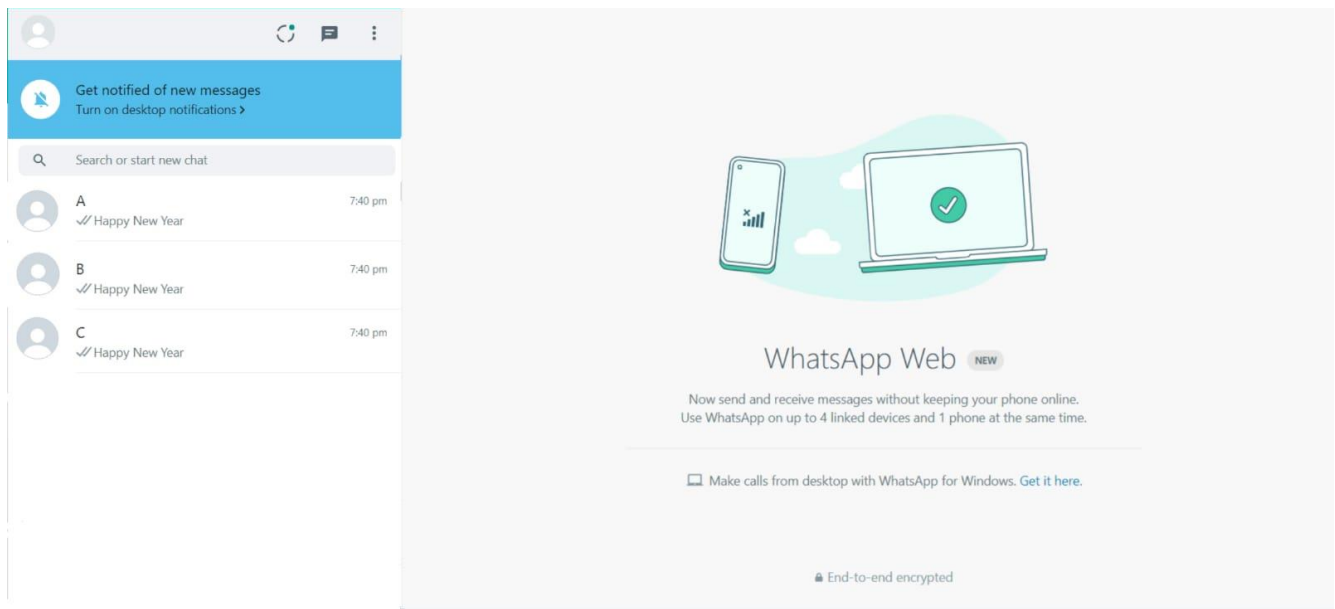 Get notified of new messages
Turn on desktop notifications >
Search or start new chat
A
7:40 pm
Happy New Year
B
7:40 pm
Happy New Year
C
7:40 pm
Happy New Year
WhatsApp Web NEW
Now send and receive messages without keeping your phone online.
Use WhatsApp on up to 4 linked devices and 1 phone at the same time.
Make calls from desktop with WhatsApp for Windows. Get it here.
End-to-end encrypted